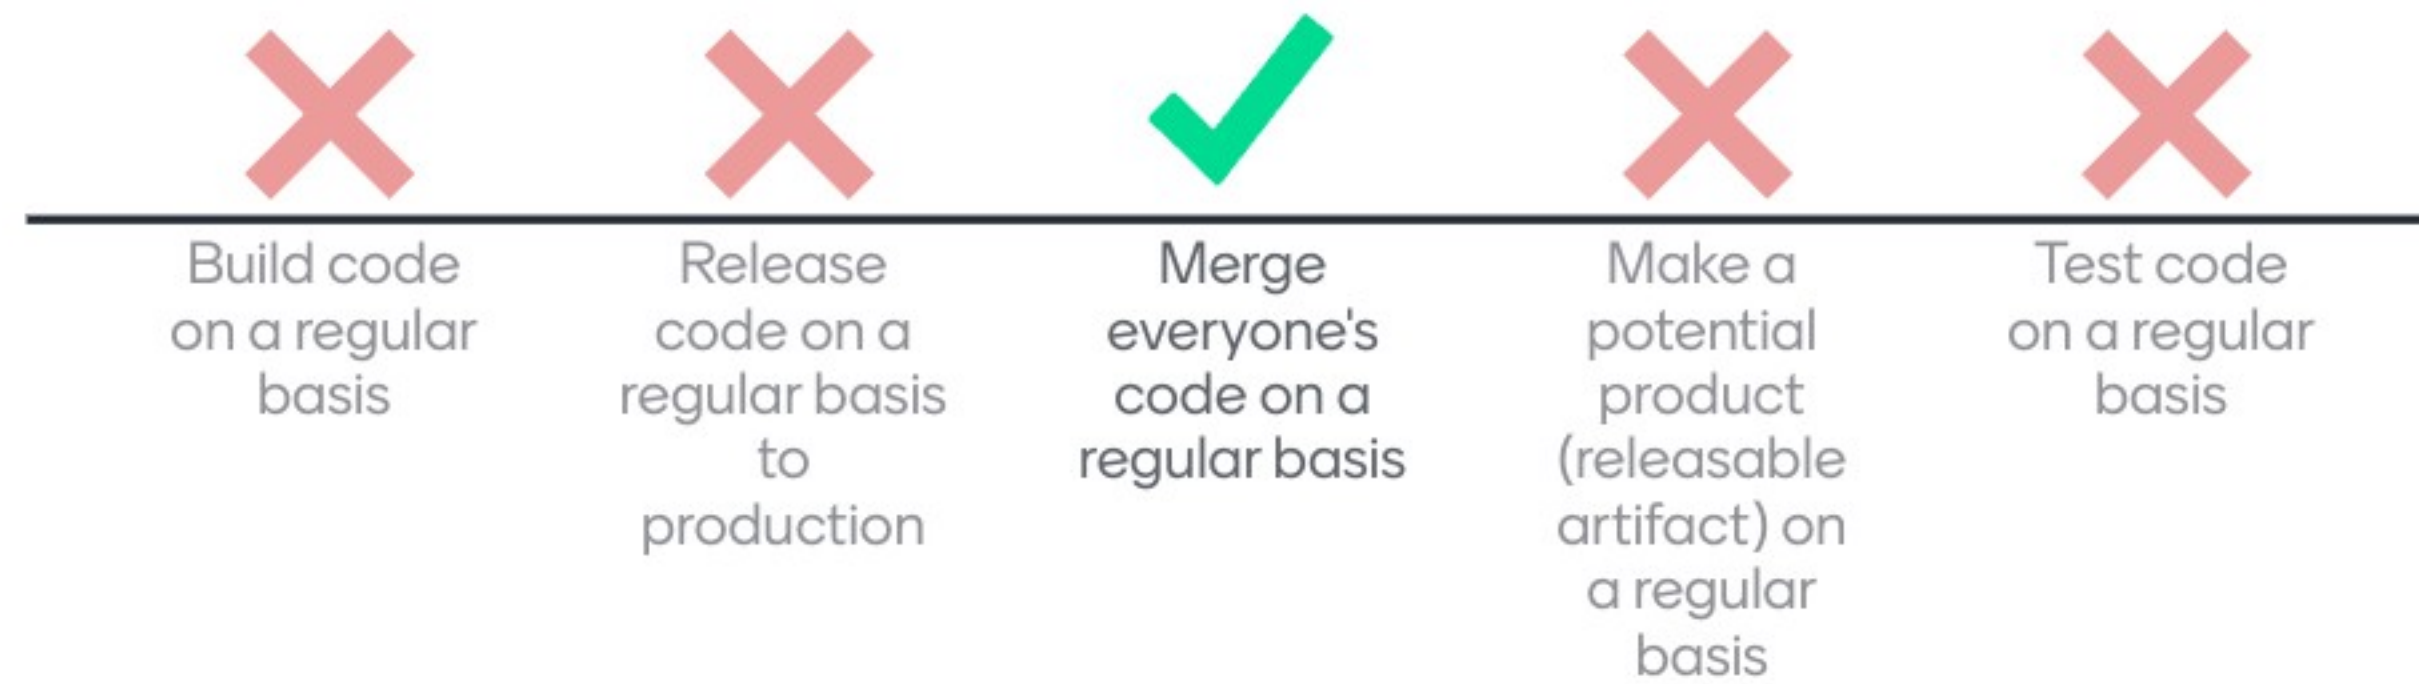 Build code
on a regular
basis
Release
code on a
regular basis
to
production
Merge
everyone's
code on a
regular basis
Make a
potential
product
(releasable
artifact) on
a regular
basis
Test code
on a regular
basis